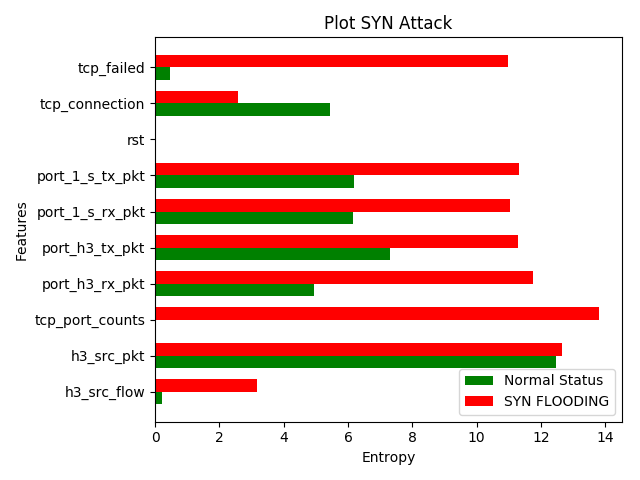 Plot SYN Attack
Features
tcp_failed
tcp_connection
rst
port_1_s_tx_pkt
port_1_s_rx_pkt
port_h3_tx_pkt
port_h3_rx_pkt
tcp_port_counts
h3_src_pkt
h3_src_flow
Normal Status
SYN FLOODING
0 2 4 6 8 10 12 14
Entropy